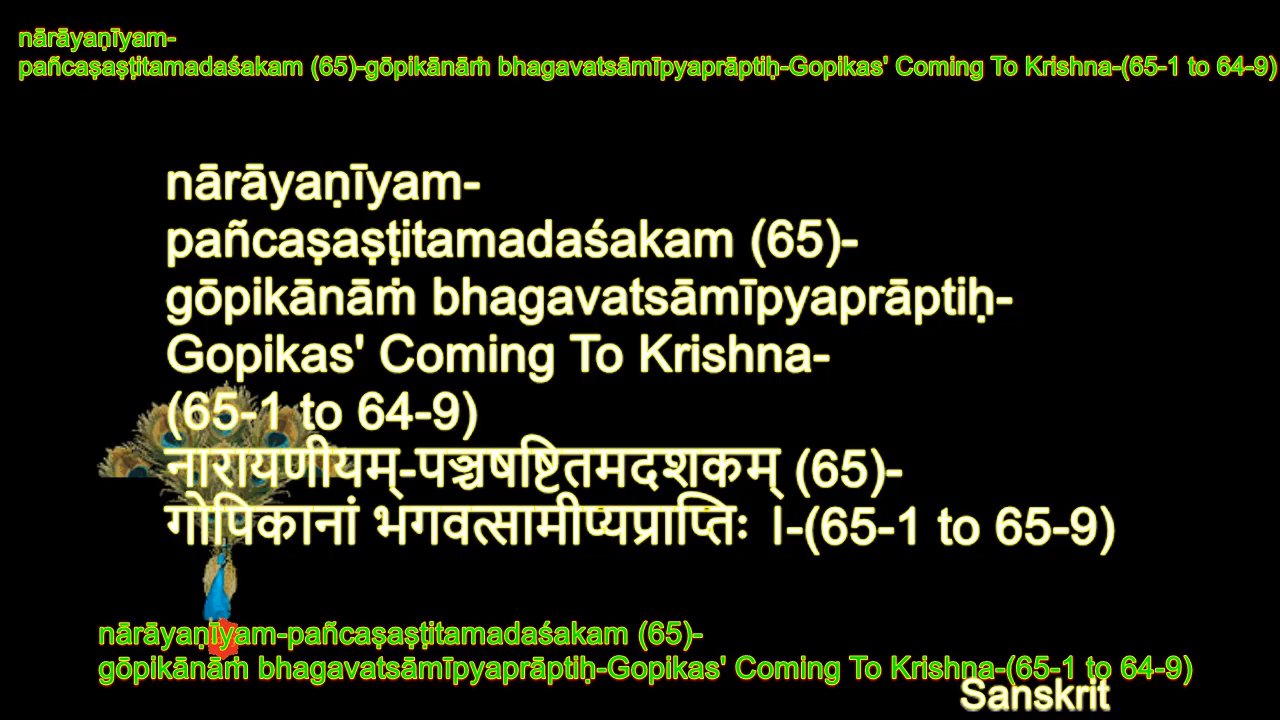 nārāyaṇīyam-
pañcaṣaṣṭitamadaśakam (65)-gōpikānāṁ bhagavatsāmīpyaprāptiḥ-Gopikas' Coming To Krishna-(65-1 to 64-9)
nārāyaṇīyam-
pañcaṣaṣṭitamadaśakam (65)-
gōpikānāṁ bhagavatsāmīpyaprāptiḥ-
Gopikas' Coming To Krishna-
(65-1 to 64-9)
नारायणीयम्-पञ्चषष्टितमदशकम् (65)-
गोपिकानां भगवत्सामीप्यप्राप्तिः ।-(65-1 to 65-9)
nārāyaṇīyam-pañcaṣaṣṭitamadaśakam (65)-
gōpikānāṁ bhagavatsāmīpyaprāptiḥ-Gopikas' Coming To Krishna-(65-1 to 64-9)
Sanskrit